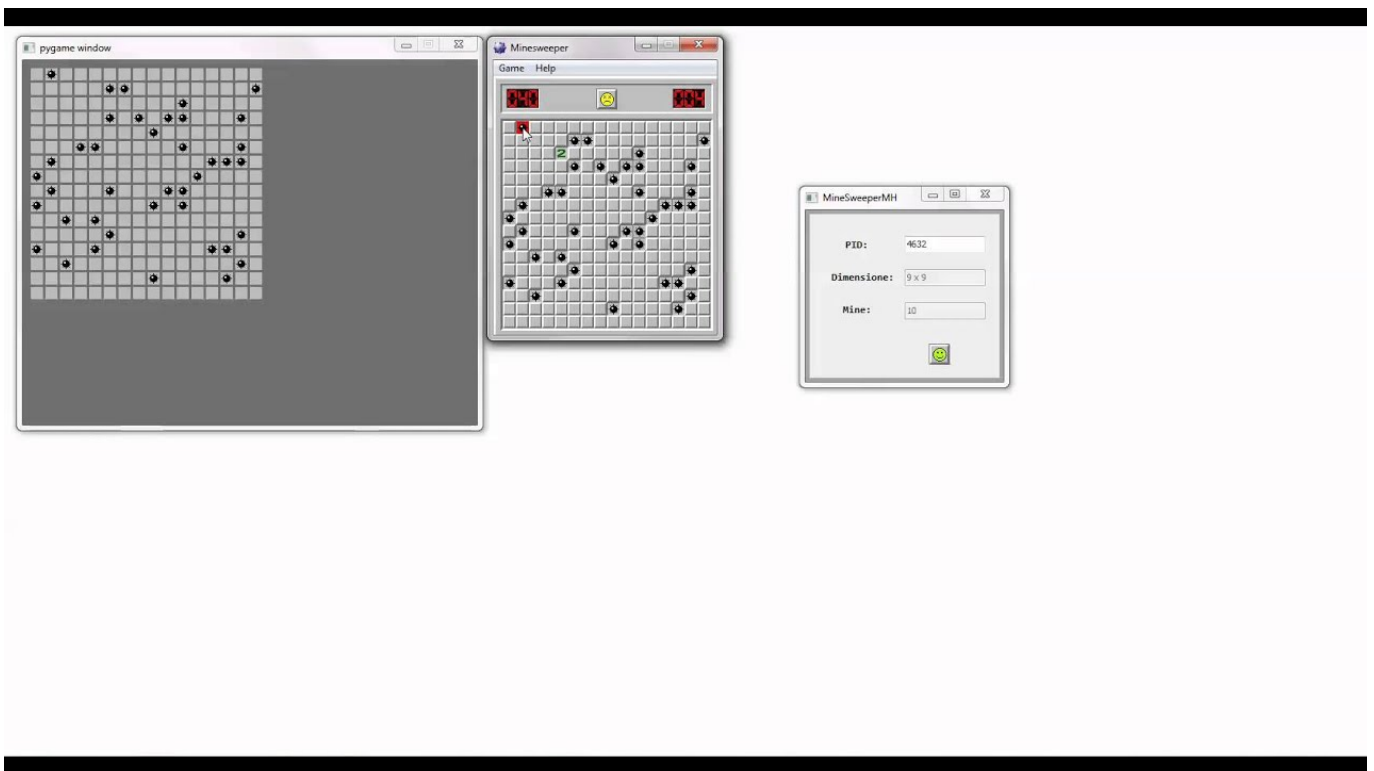 pygame window
Minesweeper
Game Help
040
004
2
MineSweeperMH
PID: 4632
Dimensione: 9 x 9
Mine: 10